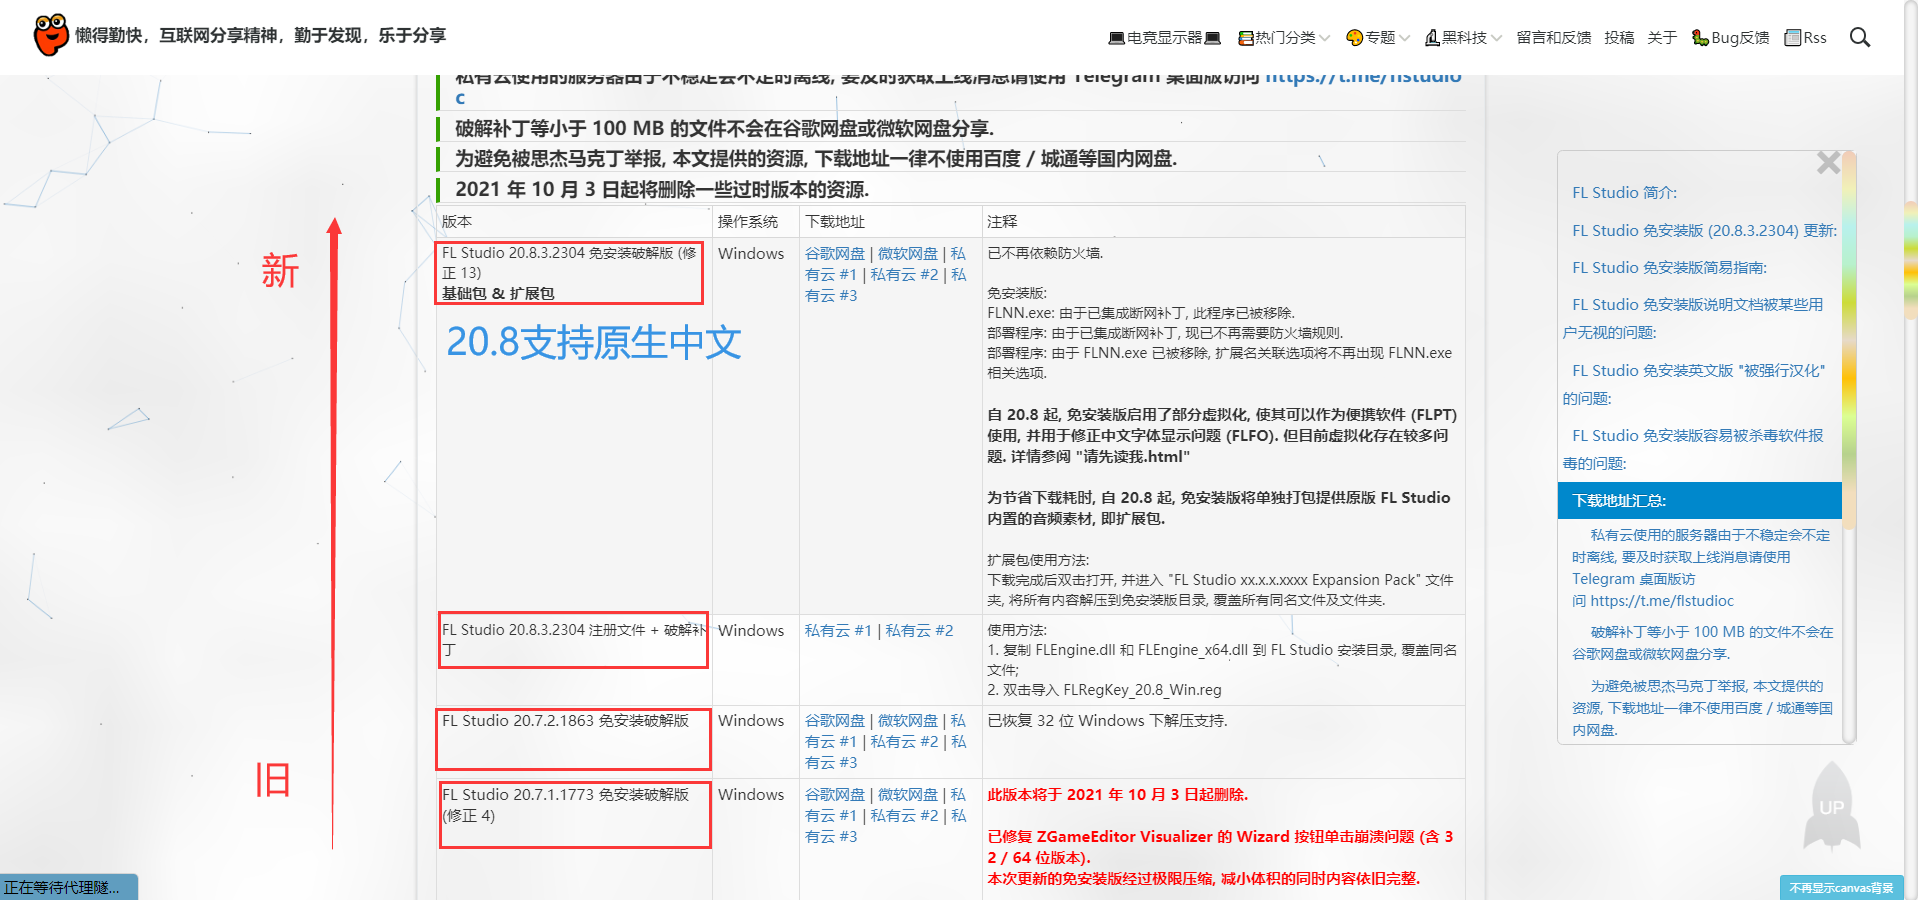 懒得勤快，互联网分享精神，勤于发现，乐于分享
电竞显示器 热门分类 专题 黑科技 留言和反馈 投稿 关于 Bug反馈 Rss
私有云使用的服务器由于不稳定会不定时离线, 要及时获取上线消息请使用 Telegram 桌面版访问 https://t.me/flstudio
c
破解补丁等小于 100 MB 的文件不会在谷歌网盘或微软网盘分享.
为避免被思杰马克丁举报, 本文提供的资源, 下载地址一律不使用百度 / 城通等国内网盘.
2021 年 10 月 3 日起将删除一些过时版本的资源.
版本 操作系统 下载地址 注释
FL Studio 20.8.3.2304 免安装破解版 (修
正 13)
基础包 & 扩展包
Windows
谷歌网盘 | 微软网盘 | 私
有云 #1 | 私有云 #2 | 私
有云 #3
已不再依赖防火墙.
免安装版:
FLNN.exe: 由于已集成断网补丁, 此程序已被移除.
部署程序: 由于已集成断网补丁, 现已不再需要防火墙规则.
部署程序: 由于 FLNN.exe 已被移除, 扩展名关联选项将不再出现 FLNN.exe
相关选项.
自 20.8 起, 免安装版启用了部分虚拟化, 使其可以作为便携软件 (FLPT)
使用, 并用于修正中文字体显示问题 (FLFO). 但目前虚拟化存在较多问
题. 详情参阅 "请先读我.html"
为节省下载耗时, 自 20.8 起, 免安装版将单独打包提供原版 FL Studio
内置的音频素材, 即扩展包.
扩展包使用方法:
下载完成后双击打开, 并进入 "FL Studio xx.x.x.xxxx Expansion Pack" 文件
夹, 将所有内容解压到免安装版目录, 覆盖所有同名文件及文件夹.
20.8支持原生中文
新
旧
FL Studio 20.8.3.2304 注册文件 + 破解补
丁
Windows
私有云 #1 | 私有云 #2
使用方法:
1. 复制 FLEngine.dll 和 FLEngine_x64.dll 到 FL Studio 安装目录, 覆盖同名
文件;
2. 双击导入 FLRegKey_20.8_Win.reg
FL Studio 20.7.2.1863 免安装破解版
Windows
谷歌网盘 | 微软网盘 | 私
有云 #1 | 私有云 #2 | 私
有云 #3
已恢复 32 位 Windows 下解压支持.
FL Studio 20.7.1.1773 免安装破解版
(修正 4)
Windows
谷歌网盘 | 微软网盘 | 私
有云 #1 | 私有云 #2 | 私
有云 #3
此版本将于 2021 年 10 月 3 日起删除.
已修复 ZGameEditor Visualizer 的 Wizard 按钮单击崩溃问题 (含 3
2 / 64 位版本).
本次更新的免安装版经过极限压缩, 减小体积的同时内容依旧完整.
FL Studio 简介:
FL Studio 免安装版 (20.8.3.2304) 更新:
FL Studio 免安装版简易指南:
FL Studio 免安装版说明文档被某些用
户无视的问题:
FL Studio 免安装英文版 "被强行汉化"
的问题:
FL Studio 免安装版容易被杀毒软件报
毒的问题:
下载地址汇总:
私有云使用的服务器由于不稳定会不定
时离线, 要及时获取上线消息请使用
Telegram 桌面版访
问 https://t.me/flstudioc
破解补丁等小于 100 MB 的文件不会在
谷歌网盘或微软网盘分享.
为避免被思杰马克丁举报, 本文提供的
资源, 下载地址一律不使用百度 / 城通等国
内网盘.
UP
正在等待代理隧...
不再显示canvas背景